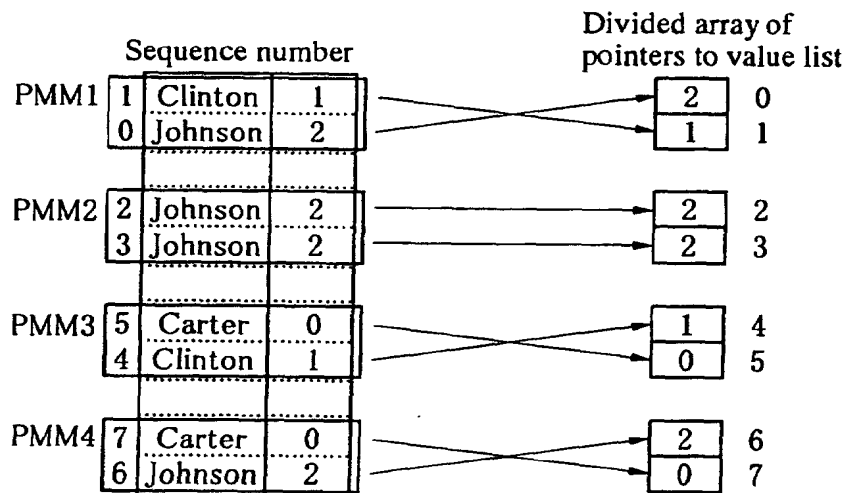 Divided array of
pointers to value list
Sequence number
PMM1 1 Clinton 1 2 0
0 Johnson 2 1 1
PMM2 2 Johnson 2 2 2
3 Johnson 2 2 3
PMM3 5 Carter 0 1 4
4 Clinton 1 0 5
PMM4 7 Carter 0 2 6
6 Johnson 2 0 7